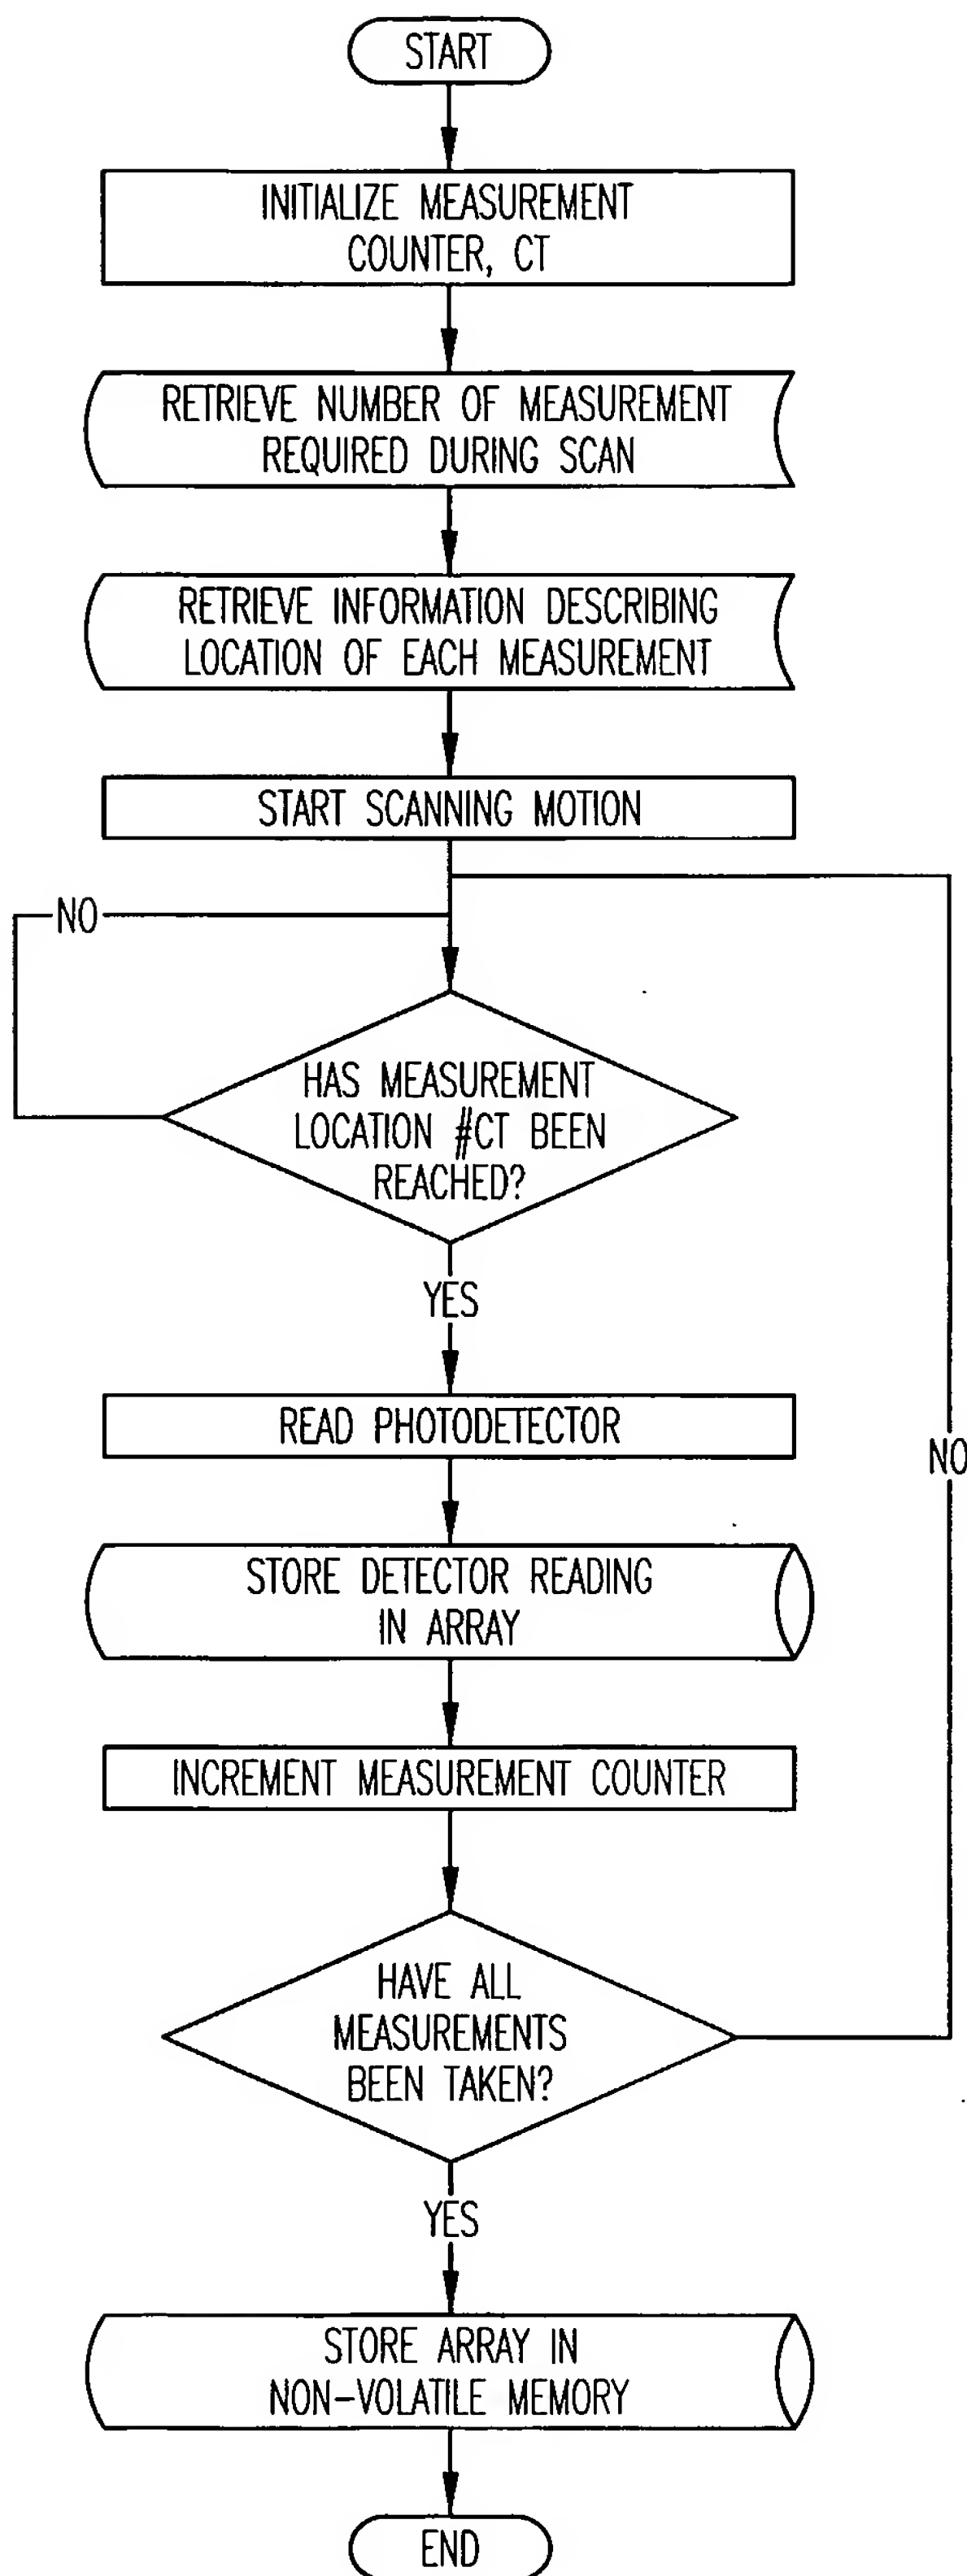 START
INITIALIZE MEASUREMENT
COUNTER, CT
RETRIEVE NUMBER OF MEASUREMENT
REQUIRED DURING SCAN
RETRIEVE INFORMATION DESCRIBING
LOCATION OF EACH MEASUREMENT
START SCANNING MOTION
NO
HAS MEASUREMENT
LOCATION #CT BEEN
REACHED?
YES
READ PHOTODETECTOR
NO
STORE DETECTOR READING
IN ARRAY
INCREMENT MEASUREMENT COUNTER
HAVE ALL
MEASUREMENTS
BEEN TAKEN?
YES
STORE ARRAY IN
NON-VOLATILE MEMORY
END